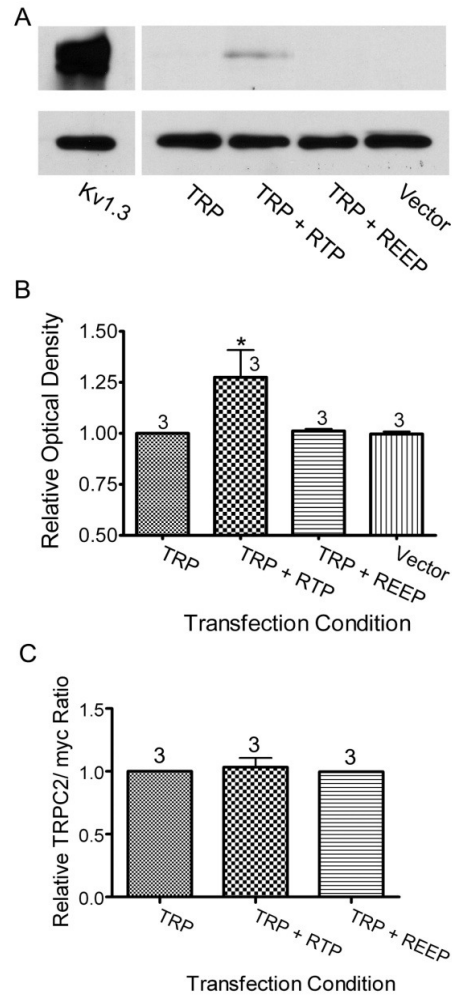 A
Kv1.3
TRP
TRP + RTP
TRP + REEP
Vector
B
Relative Optical Density
1.50
1.25
1.00
0.75
0.50
3
*
3
3
3
TRP
TRP + RTP
TRP + REEP
Vector
Transfection Condition
C
Relative TRPC2/ myc Ratio
1.5
1.0
0.5
0.0
3
3
3
TRP
TRP + RTP
TRP + REEP
Transfection Condition